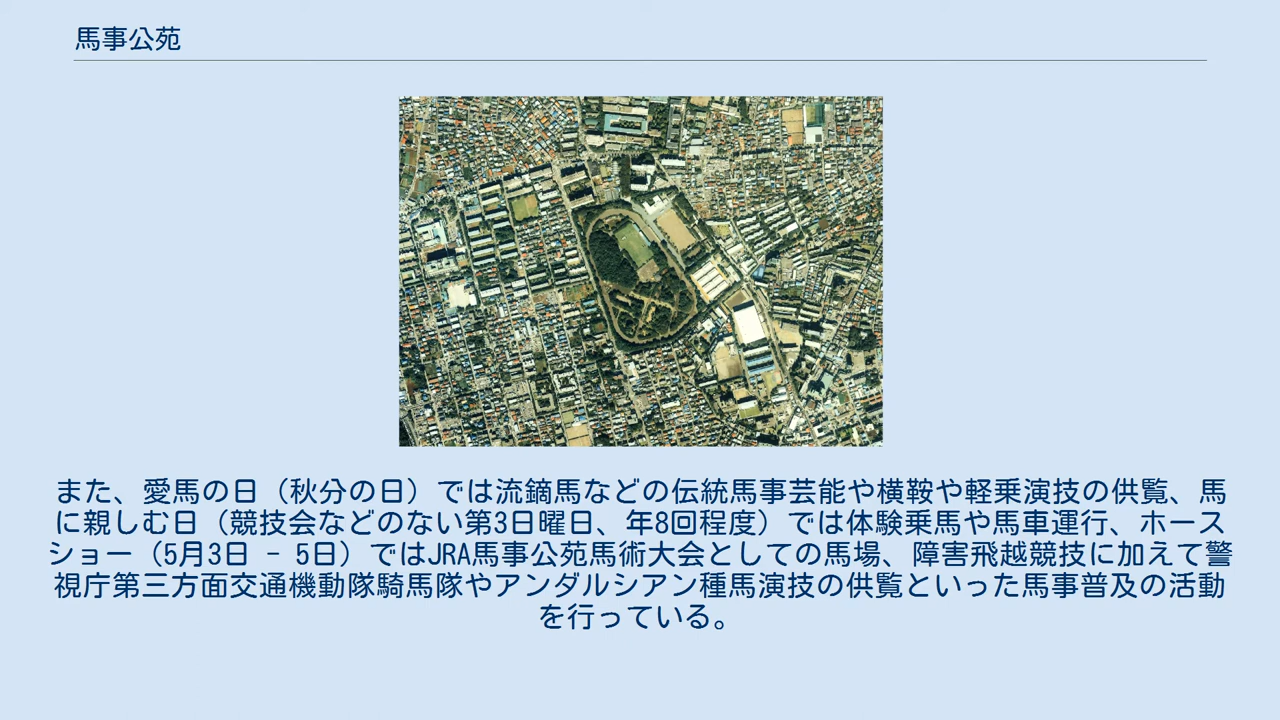 馬事公苑
また、愛馬の日（秋分の日）では流鏑馬などの伝統馬事芸能や横鞍や軽乗演技の供覧、馬
に親しむ日（競技会などのない第3日曜日、年8回程度）では体験乗馬や馬車運行、ホース
ショー（5月3日 - 5日）ではJRA馬事公苑馬術大会としての馬場、障害飛越競技に加えて警
視庁第三方面交通機動隊騎馬隊やアンダルシアン種馬演技の供覧といった馬事普及の活動
を行っている。